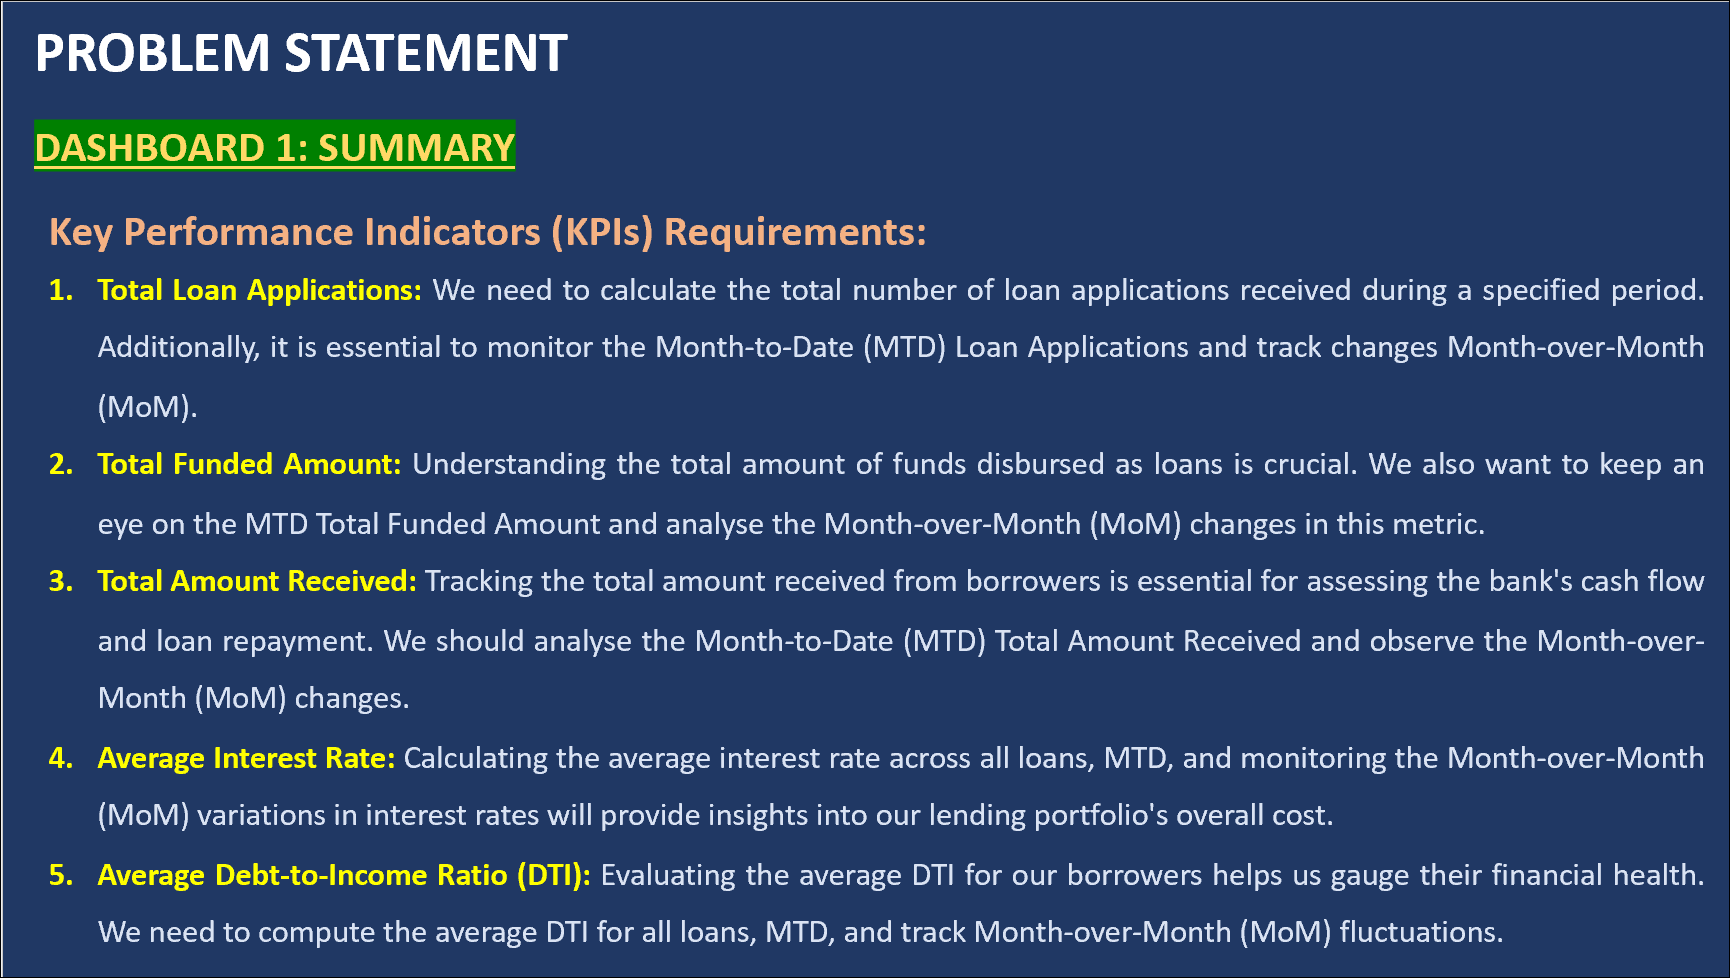 PROBLEM STATEMENT
DASHBOARD 1: SUMMARY
Key Performance Indicators (KPIs) Requirements:
1. Total Loan Applications: We need to calculate the total number of loan applications received during a specified period.
Additionally, it is essential to monitor the Month-to-Date (MTD) Loan Applications and track changes Month-over-Month
(MoM).
2. Total Funded Amount: Understanding the total amount of funds disbursed as loans is crucial. We also want to keep an
eye on the MTD Total Funded Amount and analyse the Month-over-Month (MoM) changes in this metric.
3. Total Amount Received: Tracking the total amount received from borrowers is essential for assessing the bank's cash flow
and loan repayment. We should analyse the Month-to-Date (MTD) Total Amount Received and observe the Month-over-
Month (MoM) changes.
4. Average Interest Rate: Calculating the average interest rate across all loans, MTD, and monitoring the Month-over-Month
(MoM) variations in interest rates will provide insights into our lending portfolio's overall cost.
5. Average Debt-to-Income Ratio (DTI): Evaluating the average DTI for our borrowers helps us gauge their financial health.
We need to compute the average DTI for all loans, MTD, and track Month-over-Month (MoM) fluctuations.